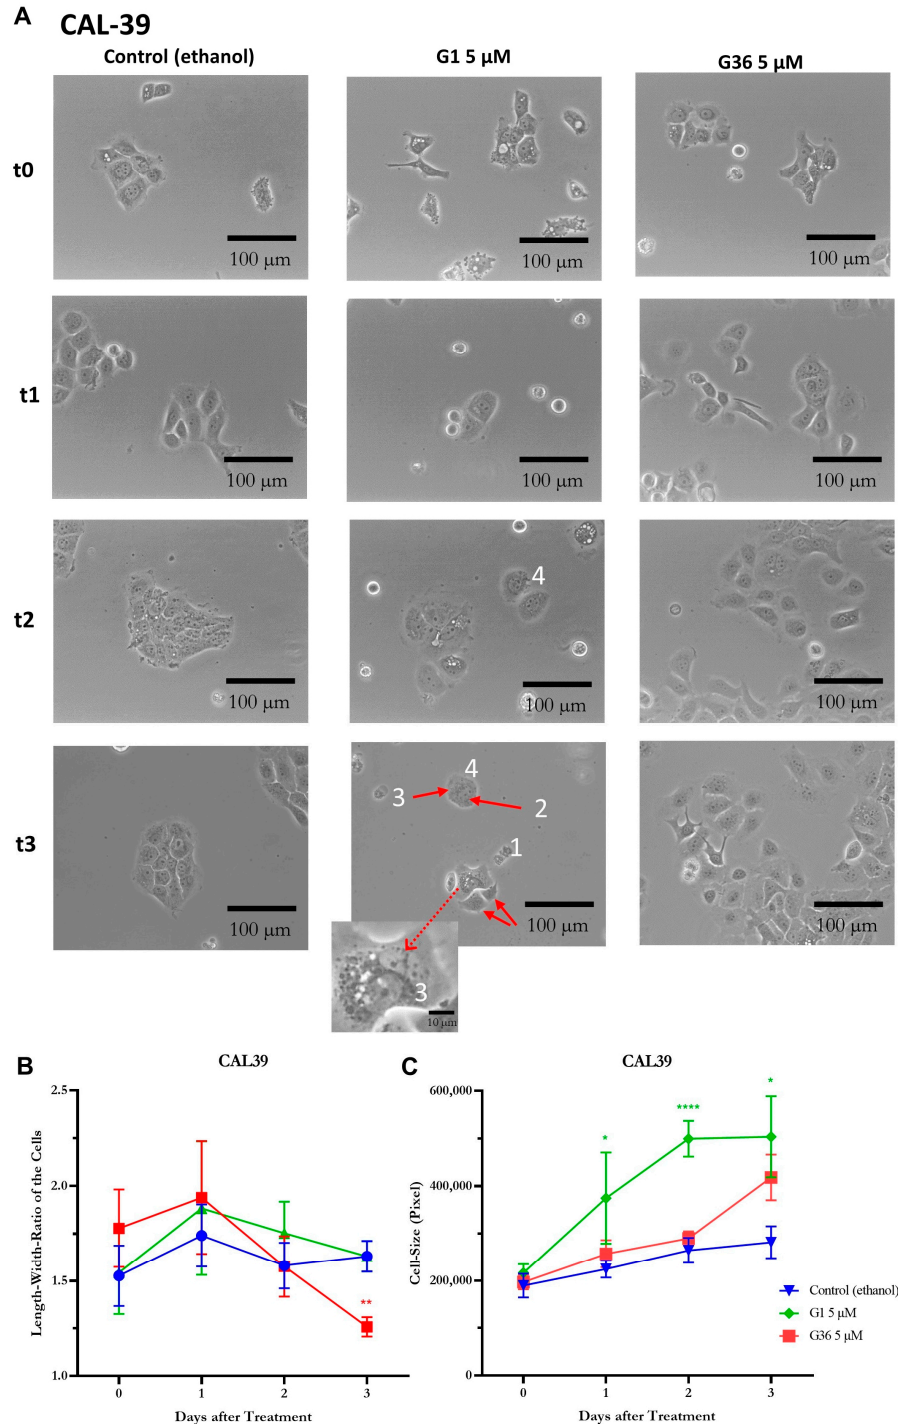 A
CAL-39
Control (ethanol)
G1 5 µM
G36 5 µM
t0
100 µm
100 µm
100 µm
t1
100 µm
100 µm
100 µm
t2
4
100 µm
100 µm
100 µm
t3
4
3
2
1
100 µm
100 µm
100 µm
3
10 µm
B
CAL39
2.5
2.0
1.5
1.0
Length-Width-Ratio of the Cells
**
0
1
2
3
Days after Treatment
C
CAL39
600,000
400,000
200,000
0
Cell-Size (Pixel)
*
****
*
Control (ethanol)
G1 5 µM
G36 5 µM
0
1
2
3
Days after Treatment